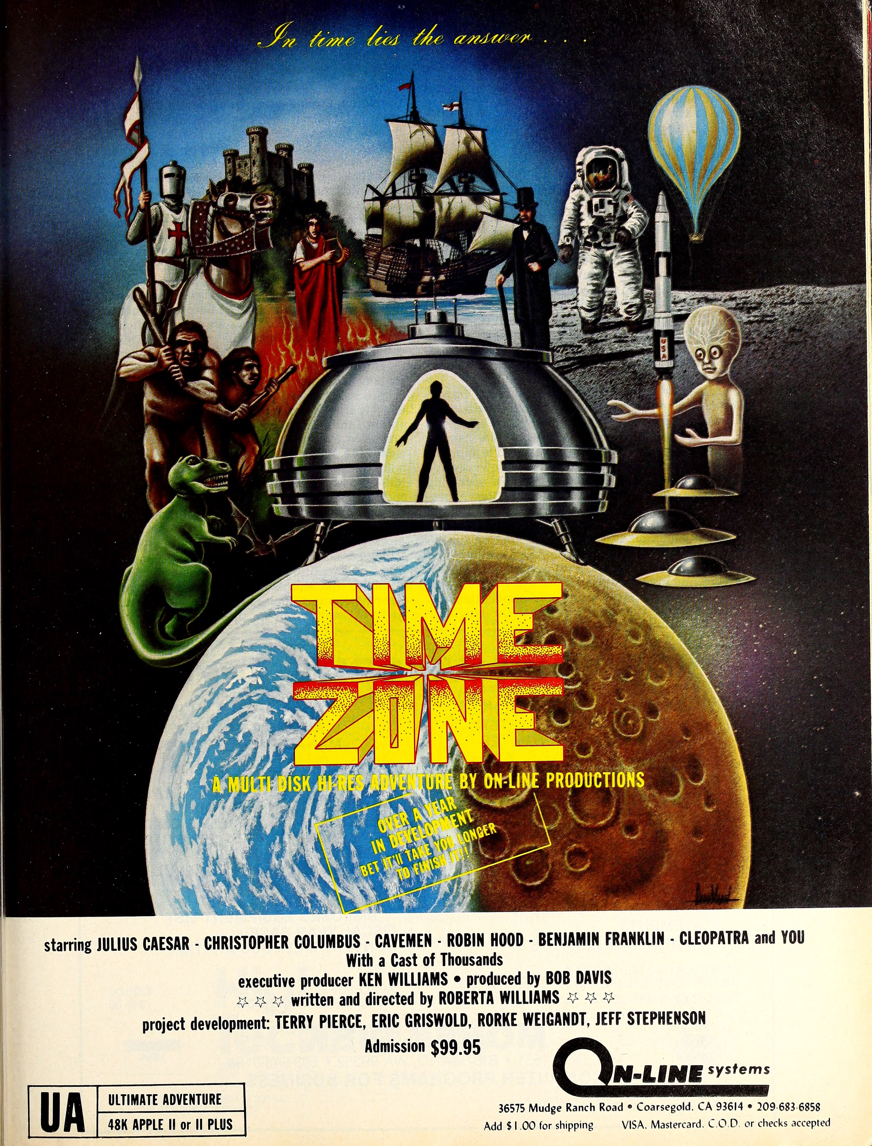 In time lies the answer . . .
USA
TIME
ZONE
A MULTI DISK HI-RES ADVENTURE BY ON-LINE PRODUCTIONS
OVER A YEAR
IN DEVELOPMENT
BET IT'LL TAKE YOU LONGER
TO FINISH IT!!
starring JULIUS CAESAR - CHRISTOPHER COLUMBUS - CAVEMEN - ROBIN HOOD - BENJAMIN FRANKLIN - CLEOPATRA and YOU
With a Cast of Thousands
executive producer KEN WILLIAMS • produced by BOB DAVIS
☆ ☆ ☆ written and directed by ROBERTA WILLIAMS ☆ ☆ ☆
project development: TERRY PIERCE, ERIC GRISWOLD, RORKE WEIGANDT, JEFF STEPHENSON
Admission $99.95
ON-LINE systems
UA
ULTIMATE ADVENTURE
48K APPLE II or II PLUS
36575 Mudge Ranch Road • Coarsegold, CA 93614 • 209-683-6858
Add $1.00 for shipping VISA, Mastercard, C.O.D. or checks accepted